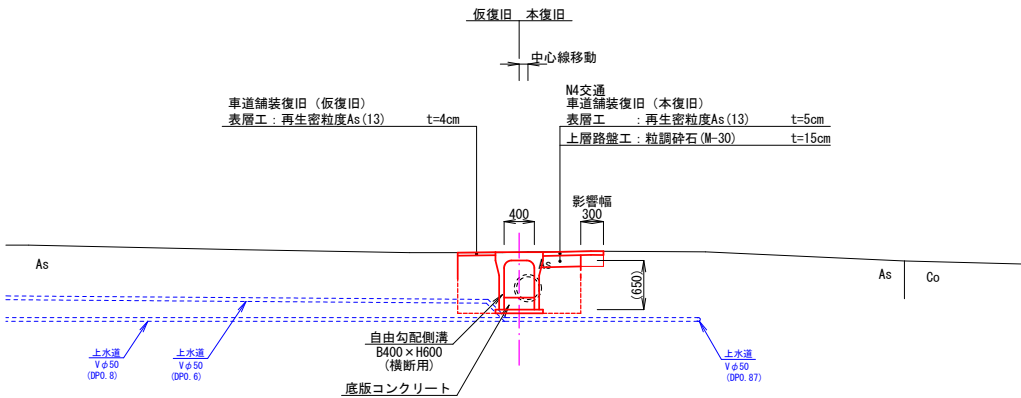 仮復旧 本復旧
中心線移動
車道舗装復旧（仮復旧）
表層工：再生密粒度As(13) t=4cm
N4交通
車道舗装復旧（本復旧）
表層工 ：再生密粒度As(13) t=5cm
上層路盤工：粒調砕石(M-30) t=15cm
影響幅
400
300
As
As
As
Co
(650)
自由勾配側溝
B400×H600
(横断用)
底版コンクリート
上水道
Vφ50
(DP0.8)
上水道
Vφ50
(DP0.6)
上水道
Vφ50
(DP0.87)